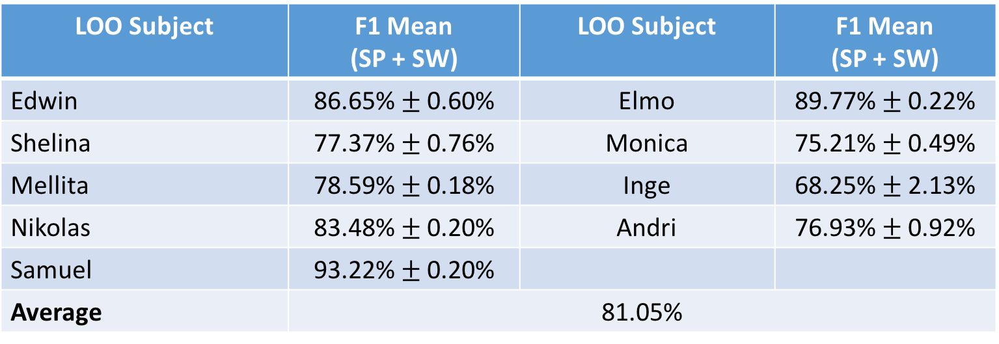 LOO Subject F1 Mean (SP + SW) LOO Subject F1 Mean (SP + SW)
Edwin 86.65% ± 0.60% Elmo 89.77% ± 0.22%
Shelina 77.37% ± 0.76% Monica 75.21% ± 0.49%
Mellita 78.59% ± 0.18% Inge 68.25% ± 2.13%
Nikolas 83.48% ± 0.20% Andri 76.93% ± 0.92%
Samuel 93.22% ± 0.20%
Average 81.05%